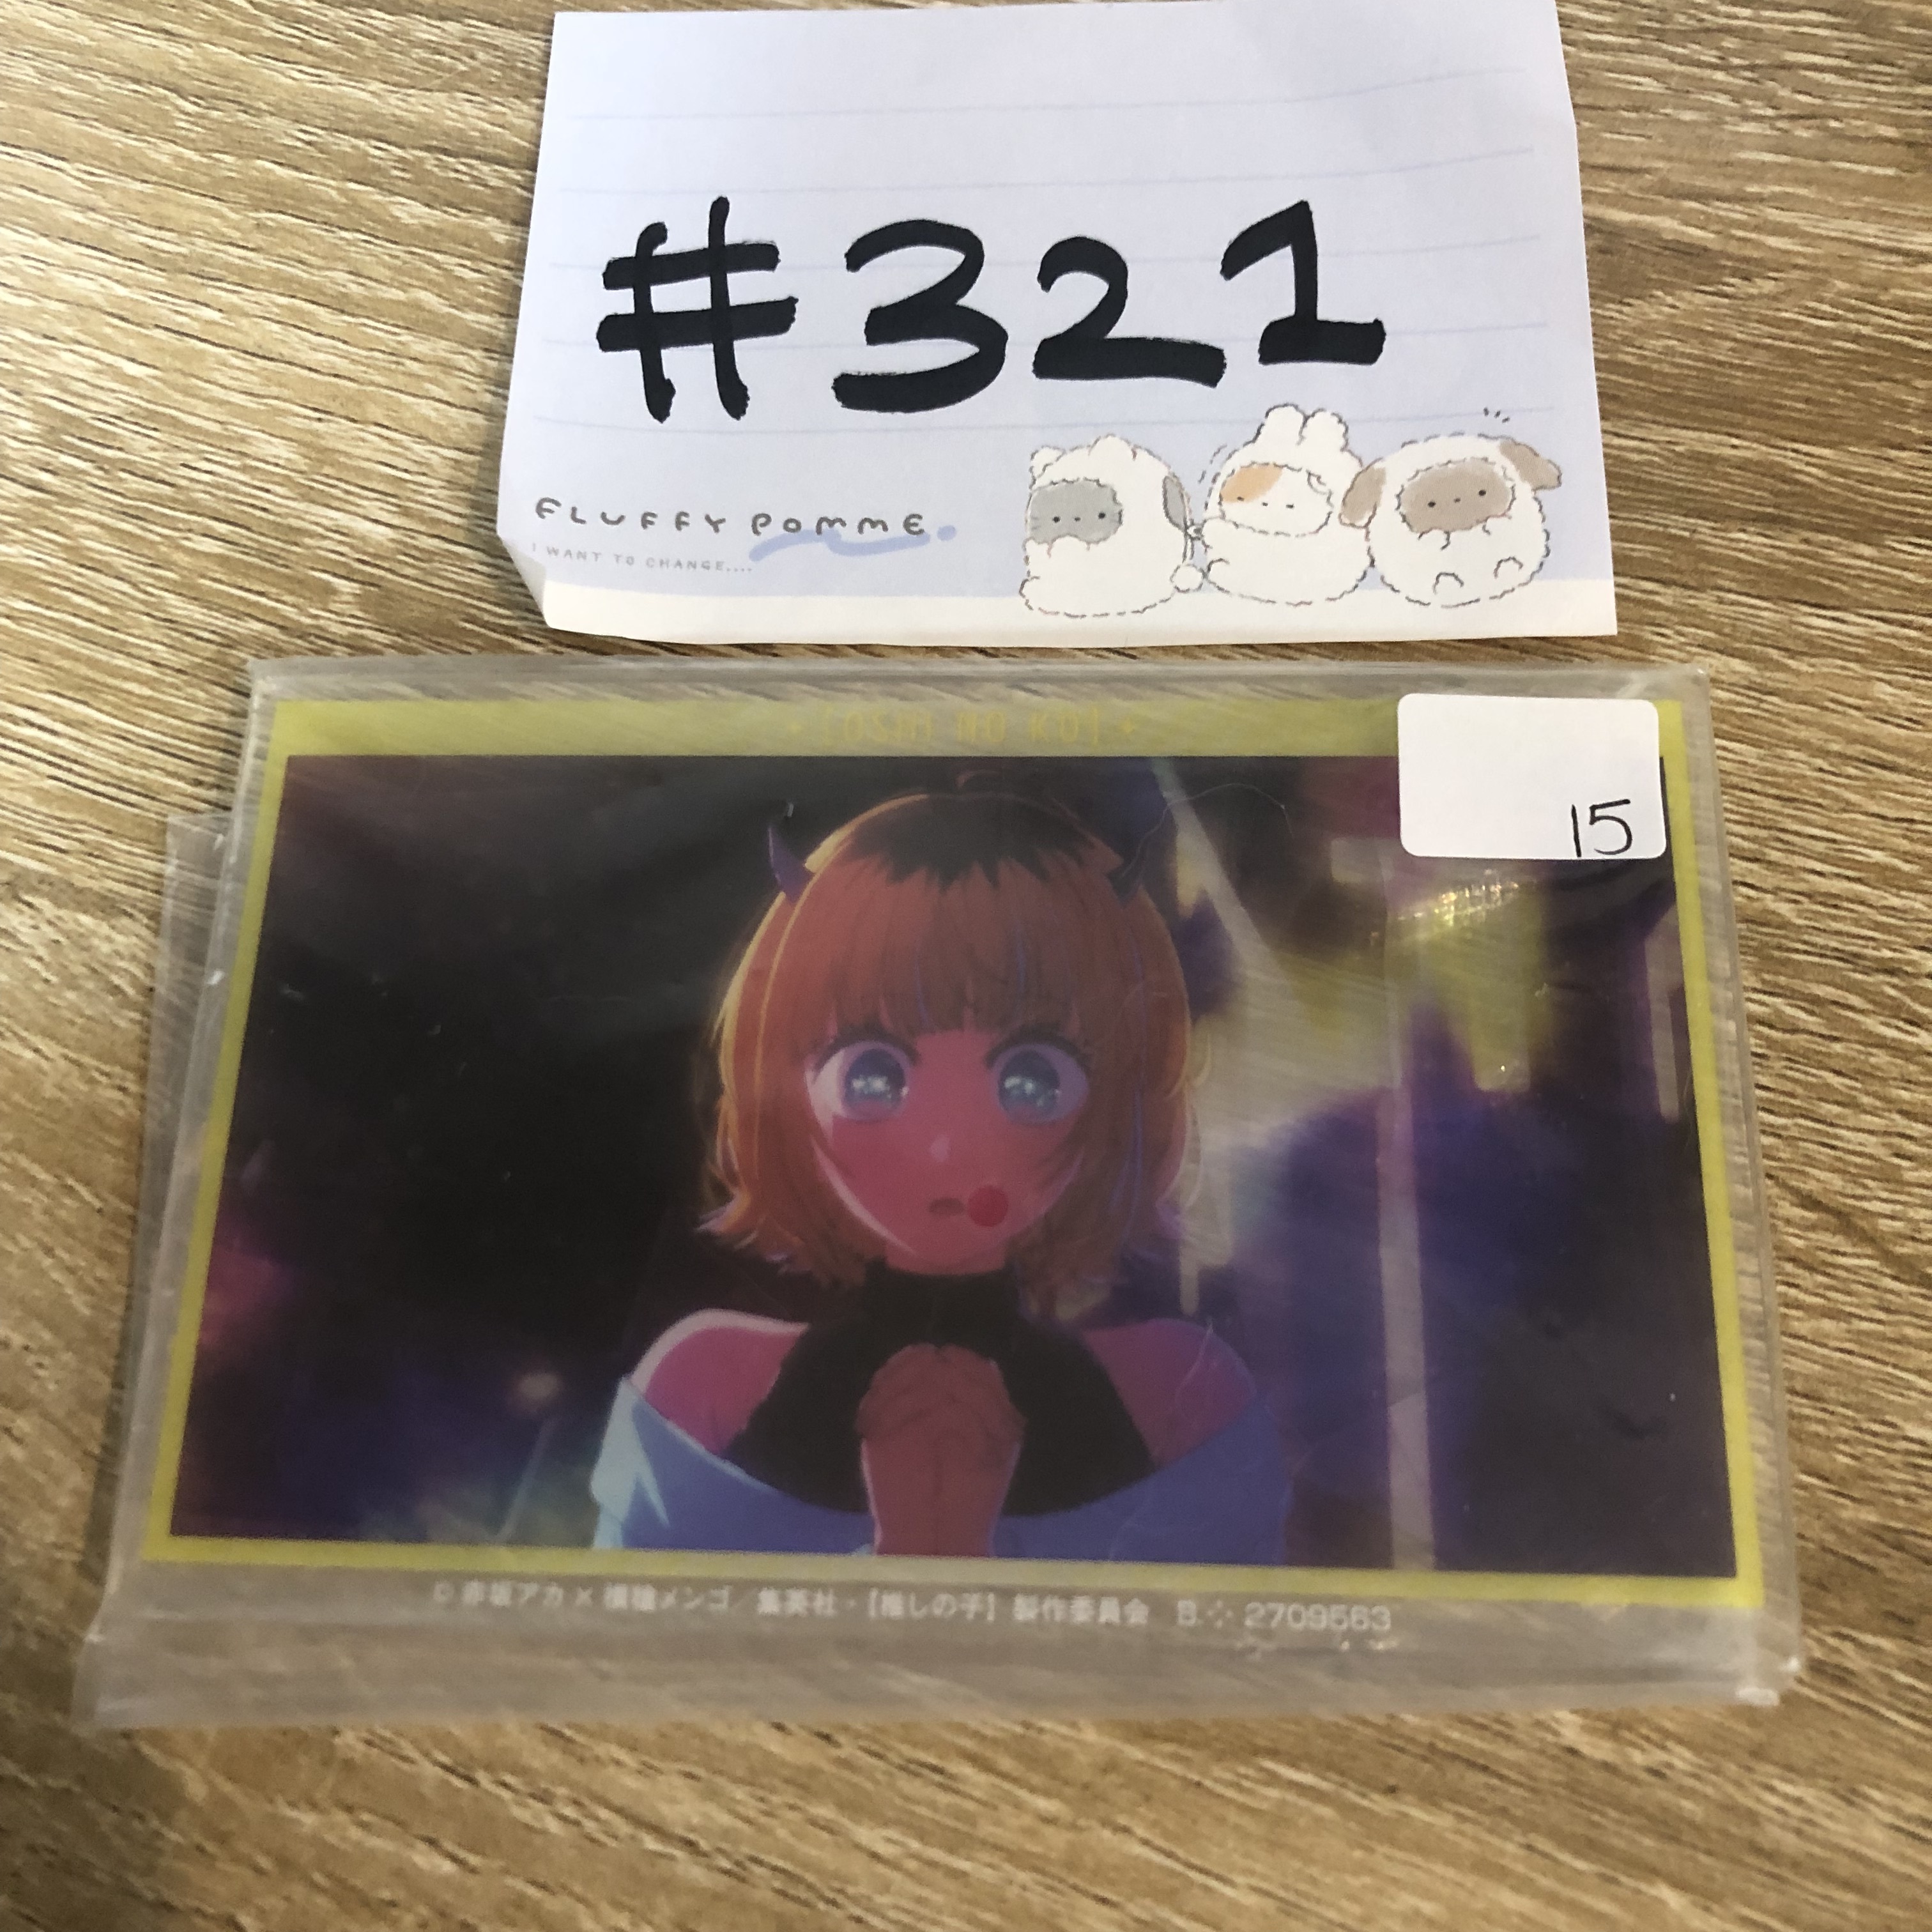 #321
FLUFFY POMME.
I WANT TO CHANGE....
[OSHI NO KO]
15
© 赤坂アカ×横槍メンゴ/集英社・【推しの子】製作委員会 B. 2709563